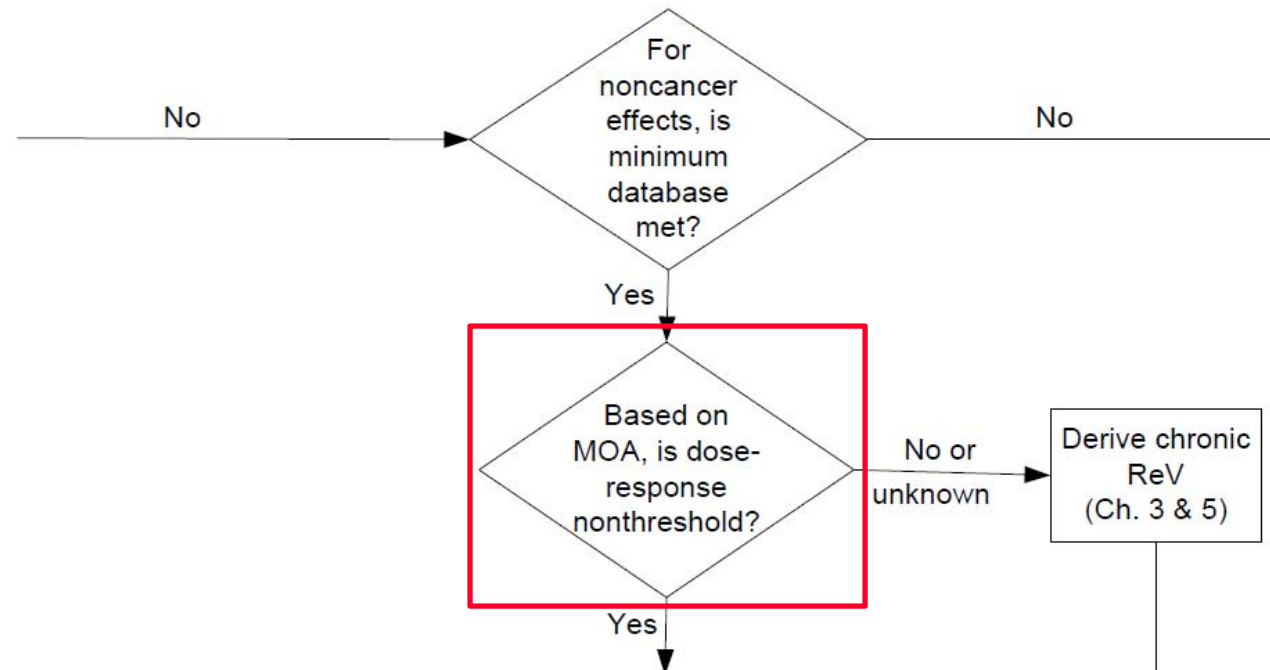 For
noncancer
effects, is
minimum
database
met?
No
No
Yes
Based on
MOA, is dose-
response
nonthreshold?
No or
unknown
Derive chronic
ReV
(Ch. 3 & 5)
Yes